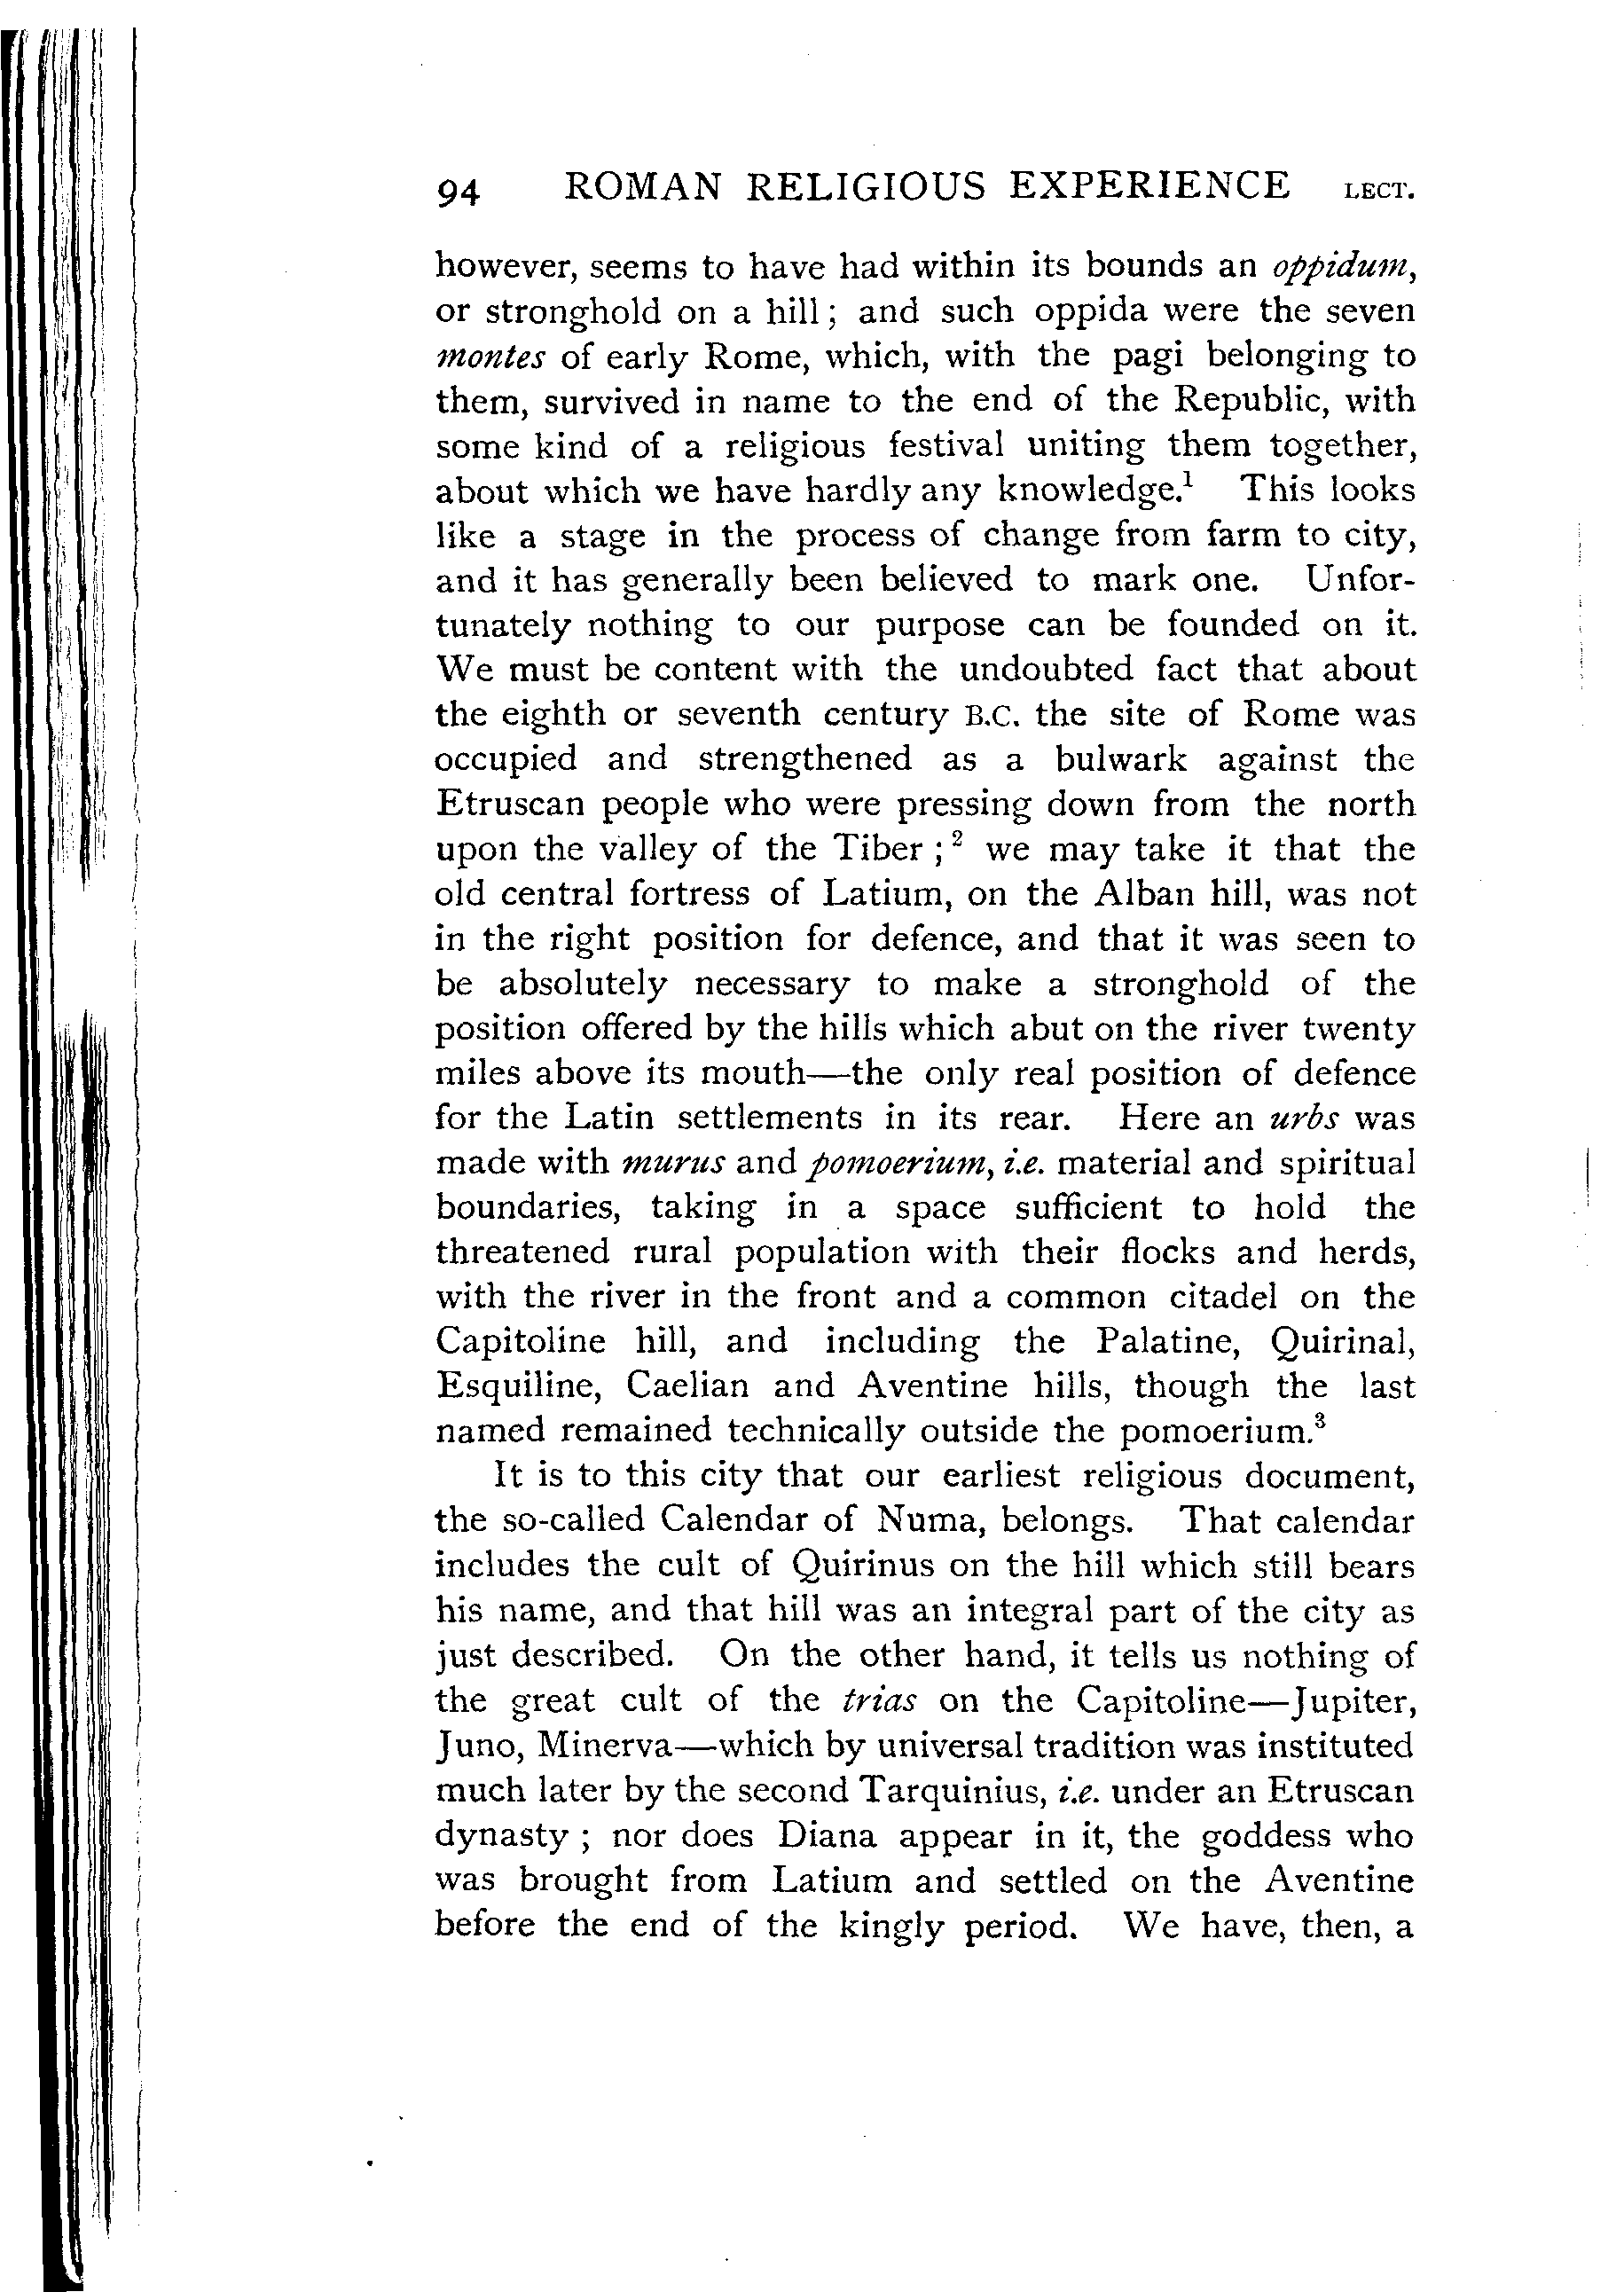 94 ROMAN RELIGIOUS EXPERIENCE LECT.
however, seems to have had within its bounds an oppidum,
or stronghold on a hill; and such oppida were the seven
montes of early Rome, which, with the pagi belonging to
them, survived in name to the end of the Republic, with
some kind of a religious festival uniting them together,
about which we have hardly any knowledge.¹ This looks
like a stage in the process of change from farm to city,
and it has generally been believed to mark one. Unfor-
tunately nothing to our purpose can be founded on it.
We must be content with the undoubted fact that about
the eighth or seventh century B.C. the site of Rome was
occupied and strengthened as a bulwark against the
Etruscan people who were pressing down from the north
upon the valley of the Tiber;² we may take it that the
old central fortress of Latium, on the Alban hill, was not
in the right position for defence, and that it was seen to
be absolutely necessary to make a stronghold of the
position offered by the hills which abut on the river twenty
miles above its mouth—the only real position of defence
for the Latin settlements in its rear. Here an urbs was
made with murus and pomoerium, i.e. material and spiritual
boundaries, taking in a space sufficient to hold the
threatened rural population with their flocks and herds,
with the river in the front and a common citadel on the
Capitoline hill, and including the Palatine, Quirinal,
Esquiline, Caelian and Aventine hills, though the last
named remained technically outside the pomoerium.³
It is to this city that our earliest religious document,
the so-called Calendar of Numa, belongs. That calendar
includes the cult of Quirinus on the hill which still bears
his name, and that hill was an integral part of the city as
just described. On the other hand, it tells us nothing of
the great cult of the trias on the Capitoline—Jupiter,
Juno, Minerva—which by universal tradition was instituted
much later by the second Tarquinius, i.e. under an Etruscan
dynasty; nor does Diana appear in it, the goddess who
was brought from Latium and settled on the Aventine
before the end of the kingly period. We have, then, a